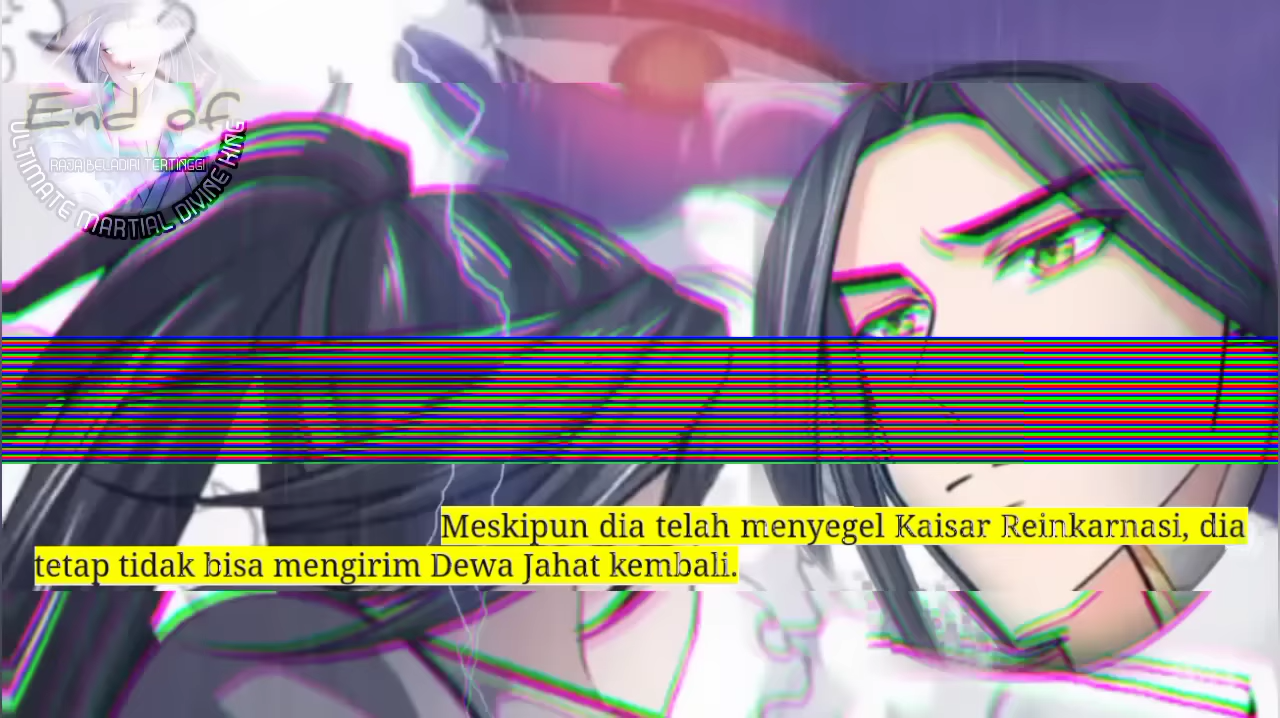 End of
RAJA BELADIRI TERTINGGI
ULTIMATE MARTIAL DIVINE KING
Meskipun dia telah menyegel Kaisar Reinkarnasi, dia
tetap tidak bisa mengirim Dewa Jahat kembali.